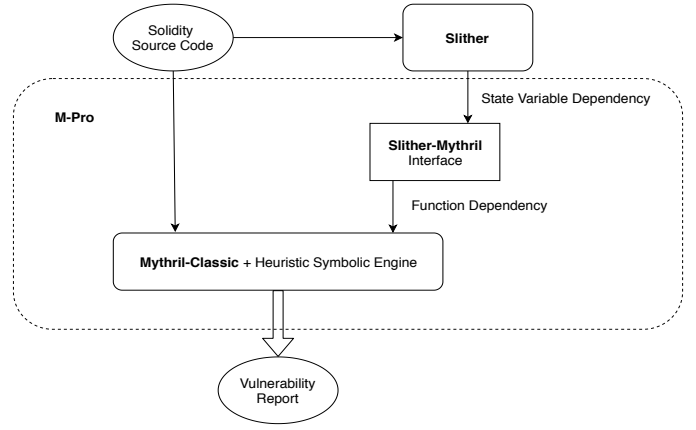 Solidity
Source Code
Slither
State Variable Dependency
M-Pro
Slither-Mythril
Interface
Function Dependency
Mythril-Classic + Heuristic Symbolic Engine
Vulnerability
Report